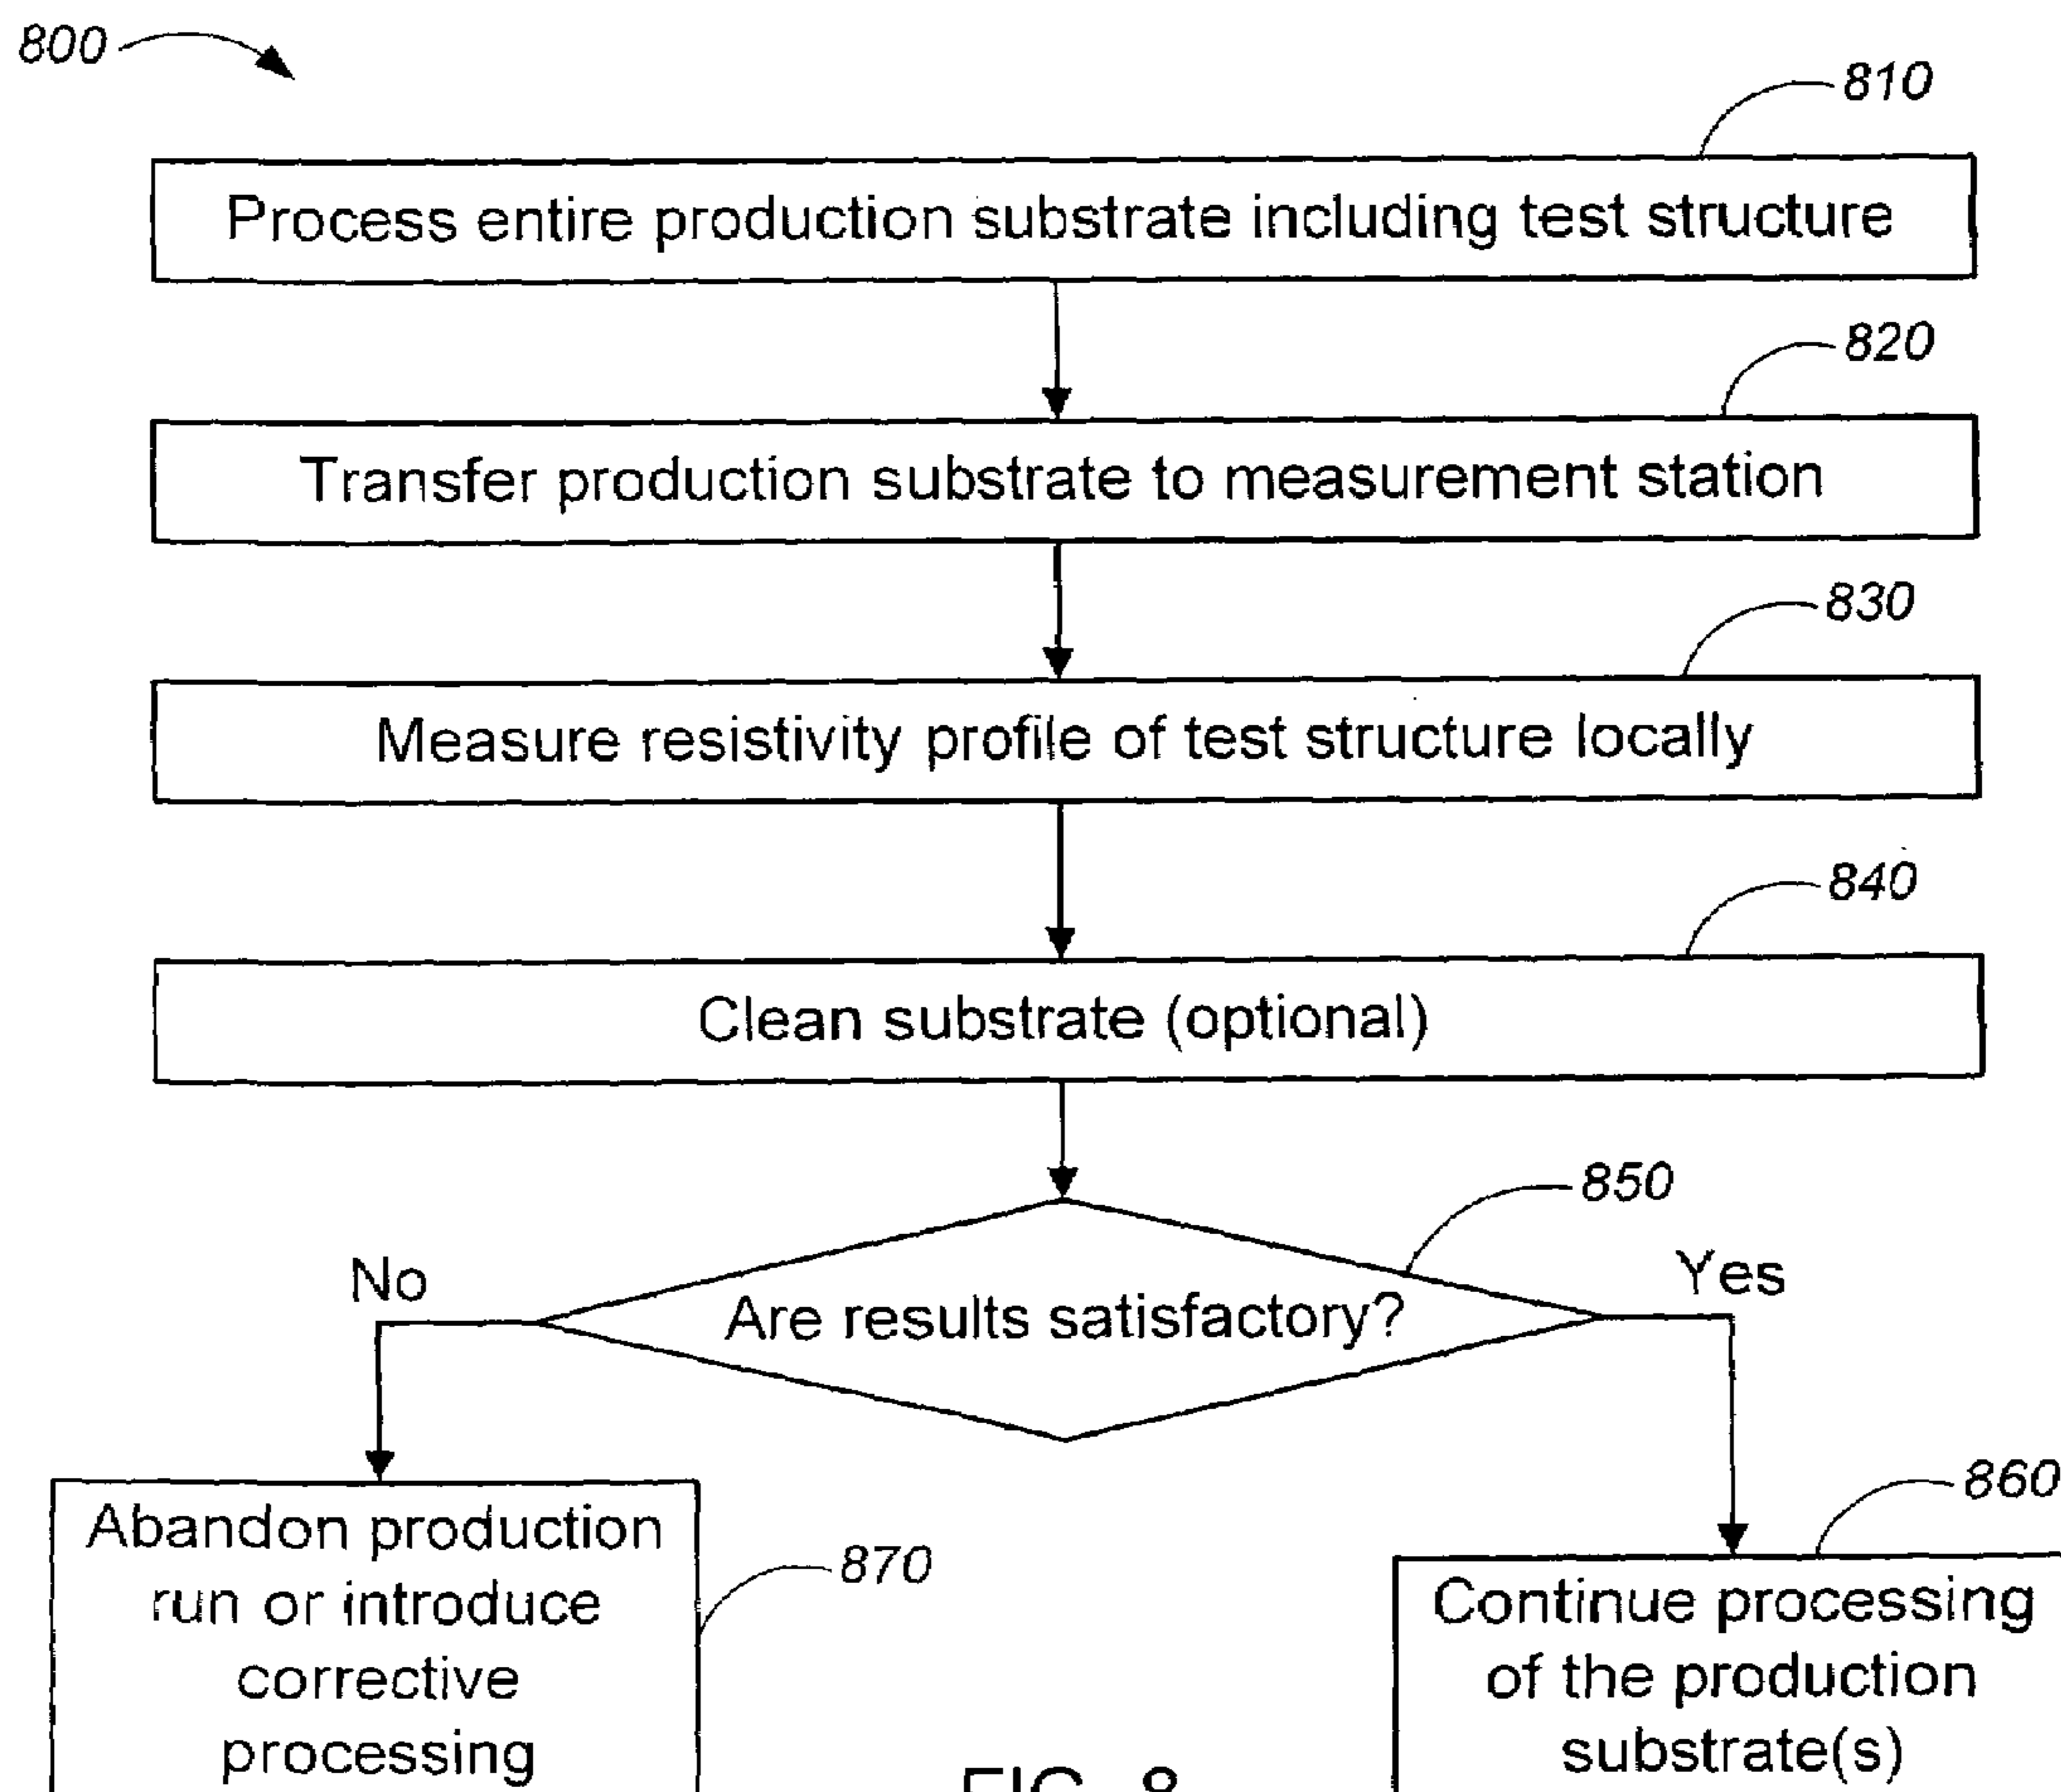 800
810
Process entire production substrate including test structure
820
Transfer production substrate to measurement station
830
Measure resistivity profile of test structure locally
840
Clean substrate (optional)
850
No
Yes
Are results satisfactory?
860
Abandon production
run or introduce
corrective
processing
870
Continue processing
of the production
substrate(s)
FIG. 8